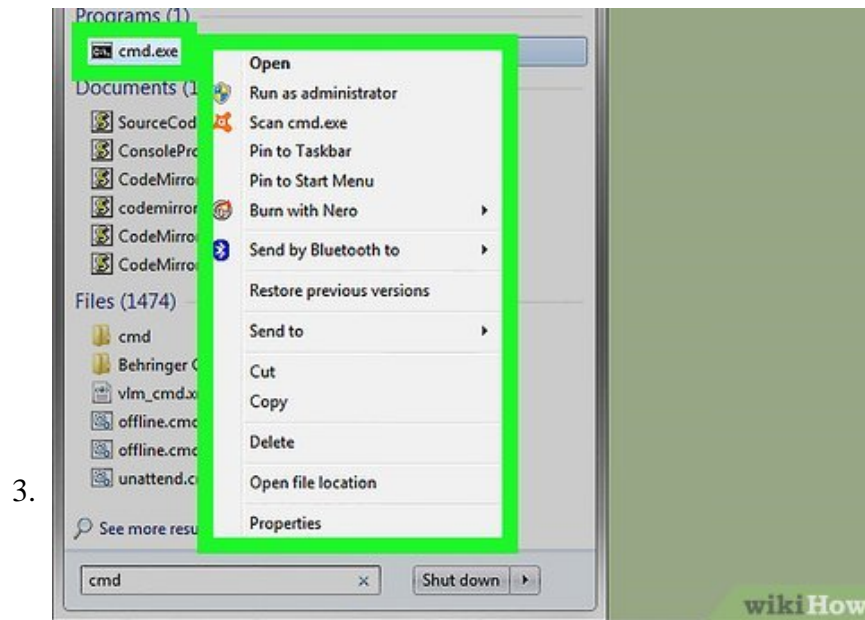 Programs (1)
cmd.exe
Open
Documents (1
Run as administrator
SourceCod
Scan cmd.exe
ConsolePro
Pin to Taskbar
CodeMirro
Pin to Start Menu
codemirror
Burn with Nero
CodeMirro
Send by Bluetooth to
CodeMirro
Restore previous versions
Files (1474)
Send to
cmd
Behringer C
Cut
vlm_cmd.x
Copy
offline.cmd
Delete
offline.cmd
unattend.c
Open file location
3.
See more resu
Properties
cmd
Shut down
wikiHow